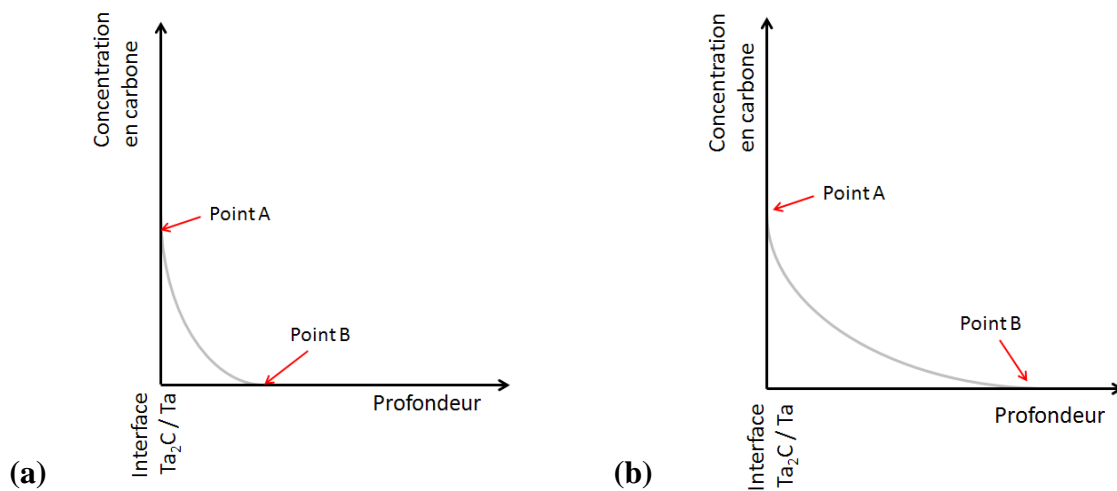 Concentration
en carbone
Point A
Point B
Profondeur
Interface
Ta₂C / Ta
(a)
Concentration
en carbone
Point A
Point B
Profondeur
Interface
Ta₂C / Ta
(b)